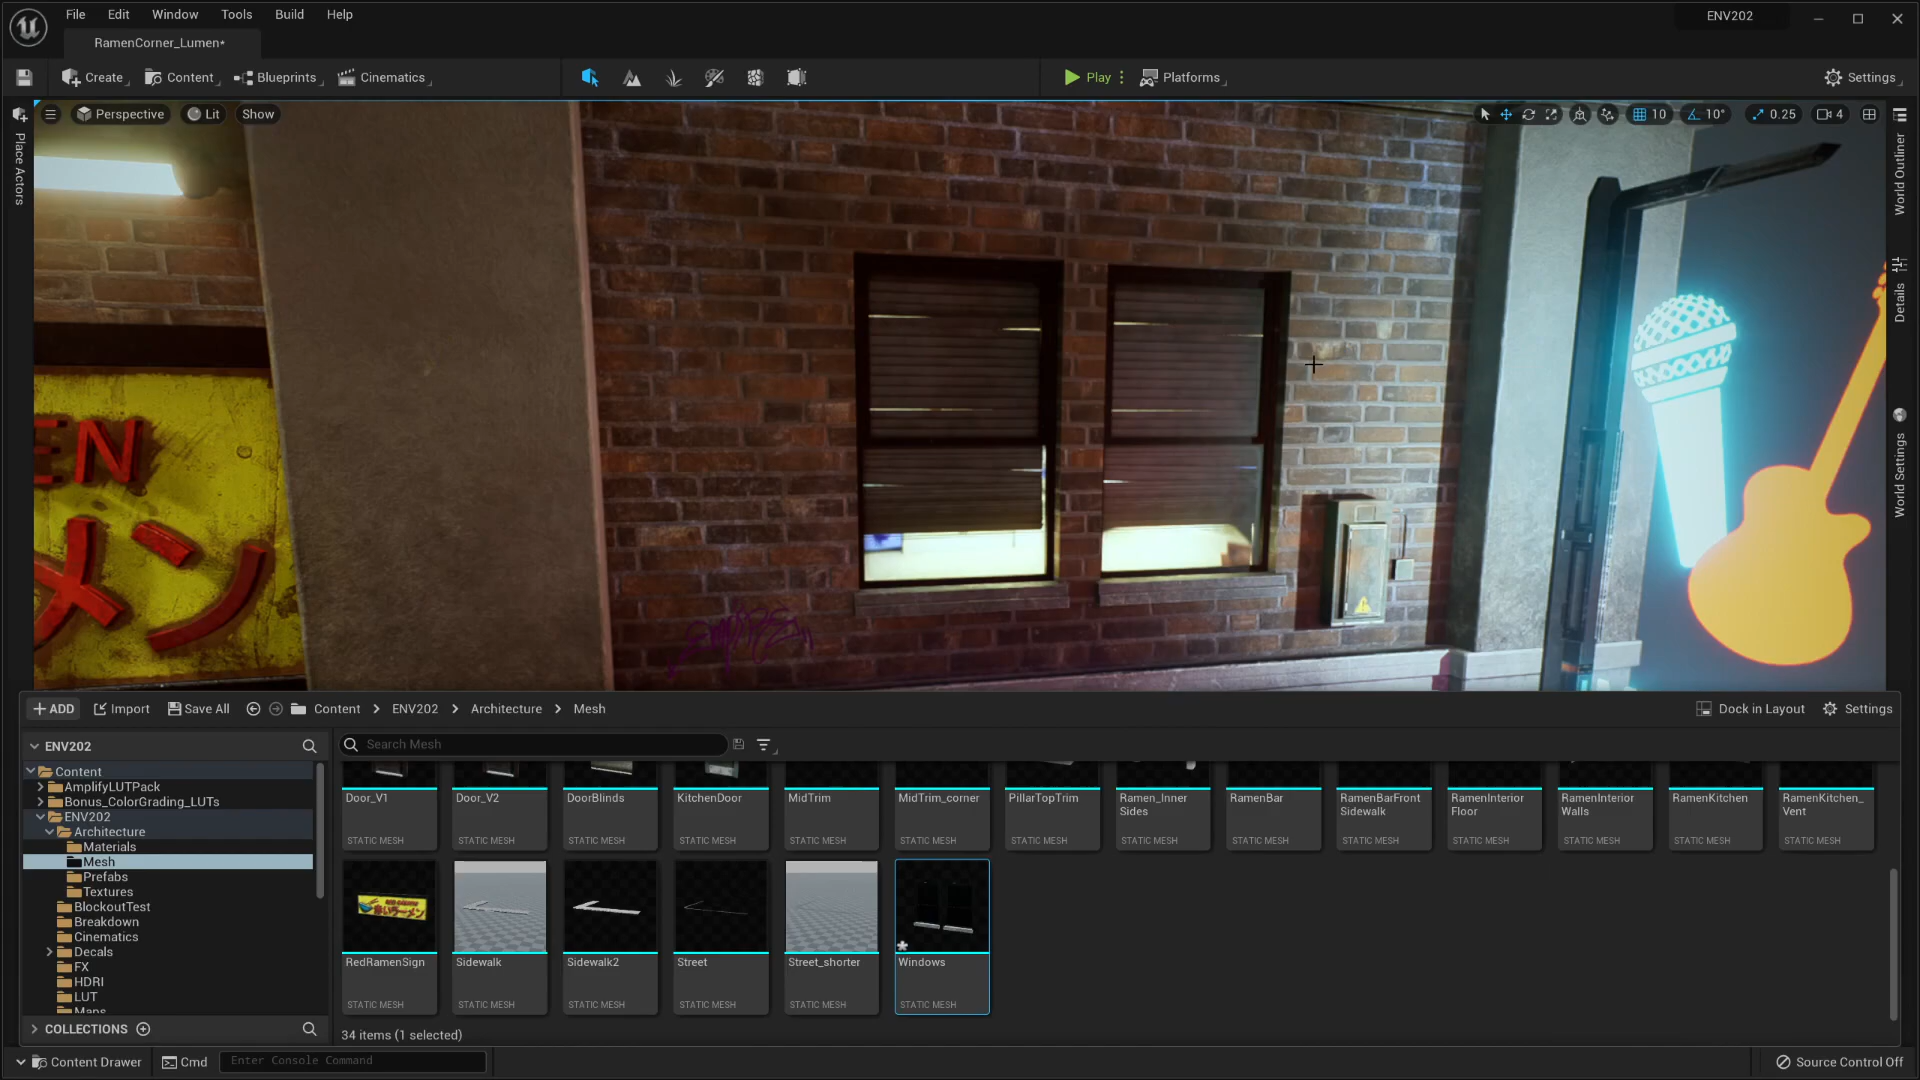 File Edit Window Tools Build Help
ENV202
RamenCorner_Lumen*
Create Content Blueprints Cinematics Play Platforms Settings
Place Actors
Perspective Lit Show 10 10° 0.25 4
World Outliner
Details
World Settings
EN
メン
ADD Import Save All Content ENV202 Architecture Mesh Dock in Layout Settings
ENV202
Search Mesh
Content
AmplifyLUTPack
Bonus_ColorGrading_LUTs
ENV202
Architecture
Materials
Mesh
Prefabs
Textures
BlockoutTest
Breakdown
Cinematics
Decals
FX
HDRI
LUT
Maps
COLLECTIONS
Door_V1
STATIC MESH
Door_V2
STATIC MESH
DoorBlinds
STATIC MESH
KitchenDoor
STATIC MESH
MidTrim
STATIC MESH
MidTrim_corner
STATIC MESH
PillarTopTrim
STATIC MESH
Ramen_Inner
Sides
STATIC MESH
RamenBar
STATIC MESH
RamenBarFront
Sidewalk
STATIC MESH
RamenInterior
Floor
STATIC MESH
RamenInterior
Walls
STATIC MESH
RamenKitchen
STATIC MESH
RamenKitchen_
Vent
STATIC MESH
RedRamenSign
STATIC MESH
Sidewalk
STATIC MESH
Sidewalk2
STATIC MESH
Street
STATIC MESH
Street_shorter
STATIC MESH
Windows
STATIC MESH
34 items (1 selected)
Content Drawer Cmd Enter Console Command Source Control Off